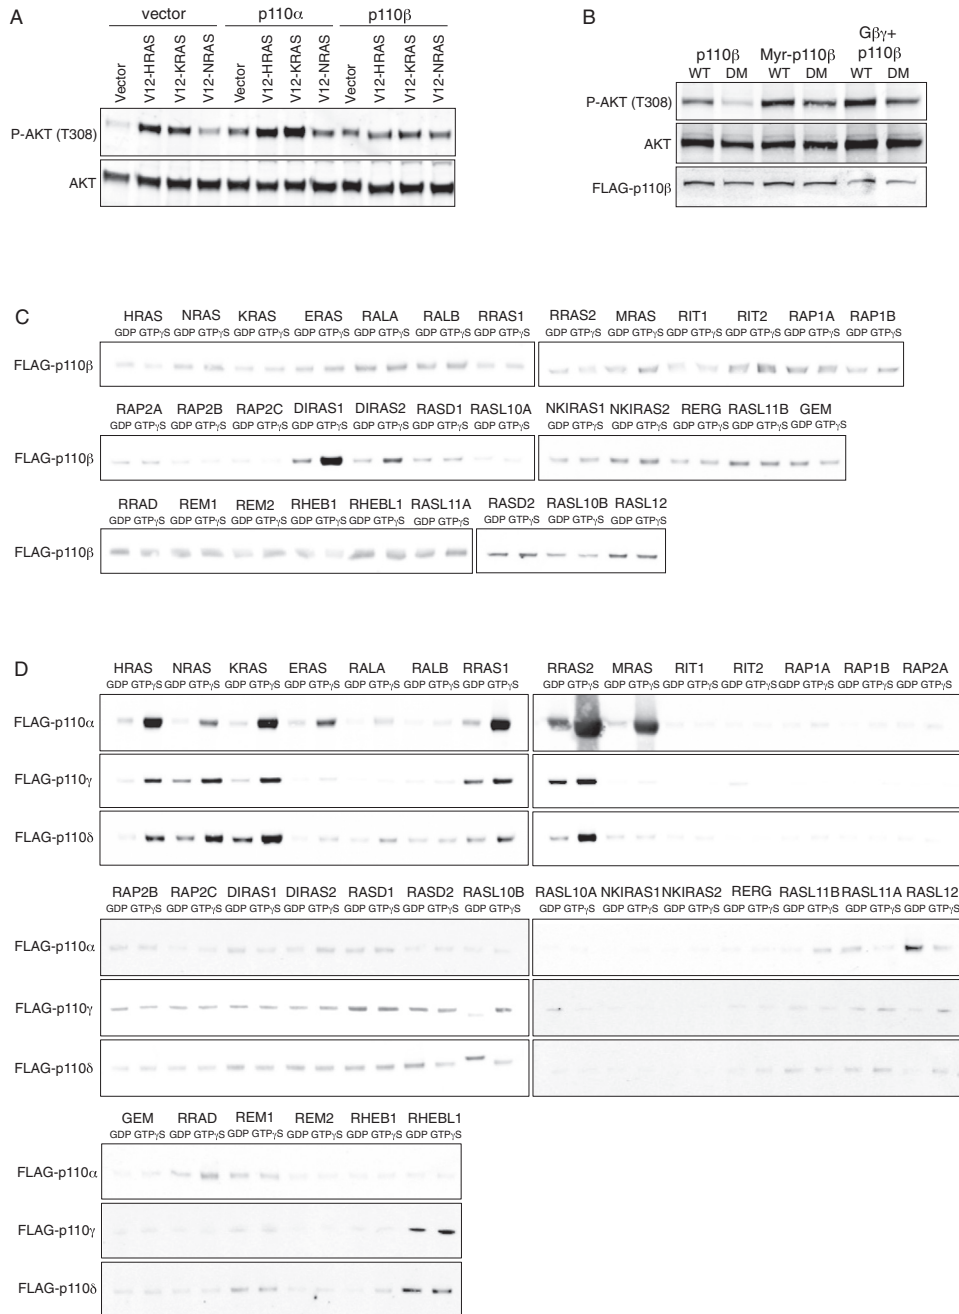 A
vector p110α p110β
Vector V12-HRAS V12-KRAS V12-NRAS Vector V12-HRAS V12-KRAS V12-NRAS Vector V12-HRAS V12-KRAS V12-NRAS
P-AKT (T308)
AKT
B
p110β Myr-p110β Gβγ+ p110β
WT DM WT DM WT DM
P-AKT (T308)
AKT
FLAG-p110β
C
HRAS NRAS KRAS ERAS RALA RALB RRAS1 RRAS2 MRAS RIT1 RIT2 RAP1A RAP1B
GDP GTPγS GDP GTPγS GDP GTPγS GDP GTPγS GDP GTPγS GDP GTPγS GDP GTPγS GDP GTPγS GDP GTPγS GDP GTPγS GDP GTPγS GDP GTPγS GDP GTPγS
FLAG-p110β
RAP2A RAP2B RAP2C DIRAS1 DIRAS2 RASD1 RASL10A NKIRAS1 NKIRAS2 RERG RASL11B GEM
GDP GTPγS GDP GTPγS GDP GTPγS GDP GTPγS GDP GTPγS GDP GTPγS GDP GTPγS GDP GTPγS GDP GTPγS GDP GTPγS GDP GTPγS GDP GTPγS
FLAG-p110β
RRAD REM1 REM2 RHEB1 RHEBL1 RASL11A RASD2 RASL10B RASL12
GDP GTPγS GDP GTPγS GDP GTPγS GDP GTPγS GDP GTPγS GDP GTPγS GDP GTPγS GDP GTPγS GDP GTPγS
FLAG-p110β
D
HRAS NRAS KRAS ERAS RALA RALB RRAS1 RRAS2 MRAS RIT1 RIT2 RAP1A RAP1B RAP2A
GDP GTPγS GDP GTPγS GDP GTPγS GDP GTPγS GDP GTPγS GDP GTPγS GDP GTPγS GDP GTPγS GDP GTPγS GDP GTPγS GDP GTPγS GDP GTPγS GDP GTPγS GDP GTPγS
FLAG-p110α
FLAG-p110γ
FLAG-p110δ
RAP2B RAP2C DIRAS1 DIRAS2 RASD1 RASD2 RASL10B RASL10A NKIRAS1 NKIRAS2 RERG RASL11B RASL11A RASL12
GDP GTPγS GDP GTPγS GDP GTPγS GDP GTPγS GDP GTPγS GDP GTPγS GDP GTPγS GDP GTPγS GDP GTPγS GDP GTPγS GDP GTPγS GDP GTPγS GDP GTPγS GDP GTPγS
FLAG-p110α
FLAG-p110γ
FLAG-p110δ
GEM RRAD REM1 REM2 RHEB1 RHEBL1
GDP GTPγS GDP GTPγS GDP GTPγS GDP GTPγS GDP GTPγS GDP GTPγS
FLAG-p110α
FLAG-p110γ
FLAG-p110δ